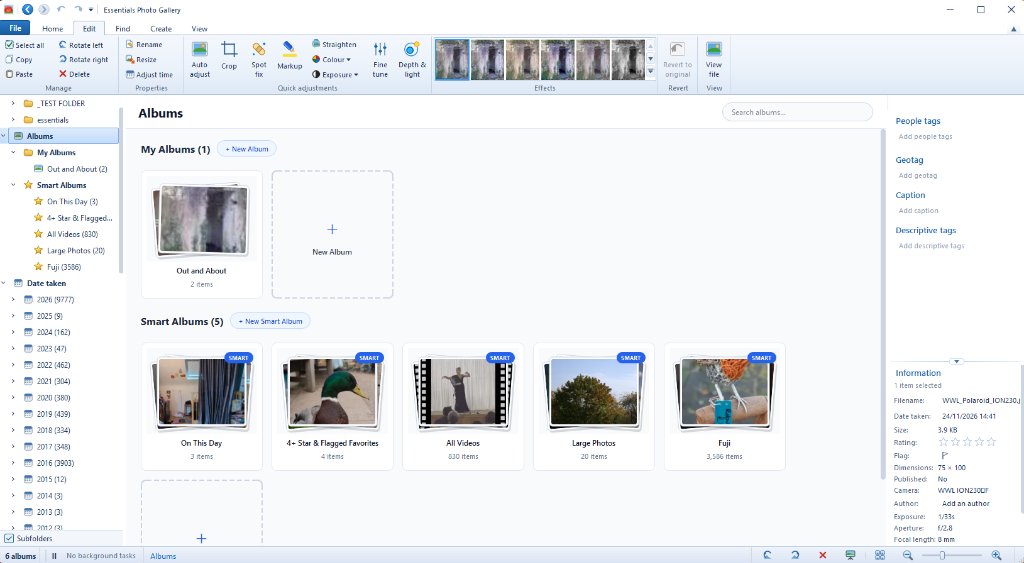 Essentials Photo Gallery
File
Home
Edit
Find
Create
View
Select all
Copy
Paste
Rotate left
Rotate right
Delete
Manage
Rename
Resize
Adjust time
Properties
Auto adjust
Crop
Spot fix
Markup
Straighten
Colour
Exposure
Fine tune
Depth & light
Quick adjustments
Effects
Revert to original
Revert
View file
View
_TEST FOLDER
essentials
Albums
My Albums
Out and About (2)
Smart Albums
On This Day (3)
4+ Star & Flagged...
All Videos (830)
Large Photos (20)
Fuji (3586)
Date taken
2026 (9777)
2025 (9)
2024 (162)
2023 (47)
2022 (462)
2021 (304)
2020 (380)
2019 (439)
2018 (334)
2017 (348)
2016 (3903)
2015 (12)
2014 (3)
2013 (3)
2012 (3)
Subfolders
Albums
Search albums...
My Albums (1)
+ New Album
Out and About
2 items
+
New Album
Smart Albums (5)
+ New Smart Album
SMART
On This Day
3 items
SMART
4+ Star & Flagged Favorites
4 items
SMART
All Videos
830 items
SMART
Large Photos
20 items
SMART
Fuji
3,586 items
+
People tags
Add people tags
Geotag
Add geotag
Caption
Add caption
Descriptive tags
Add descriptive tags
Information
1 item selected
Filename: WWL_Polaroid_ION230.j
Date taken: 24/11/2026 14:41
Size: 3.9 KB
Rating:
Flag:
Dimensions: 75 × 100
Published: No
Camera: WWL ION230DF
Author: Add an author
Exposure: 1/33s
Aperture: f/2.8
Focal length: 8 mm
6 albums
No background tasks
Albums